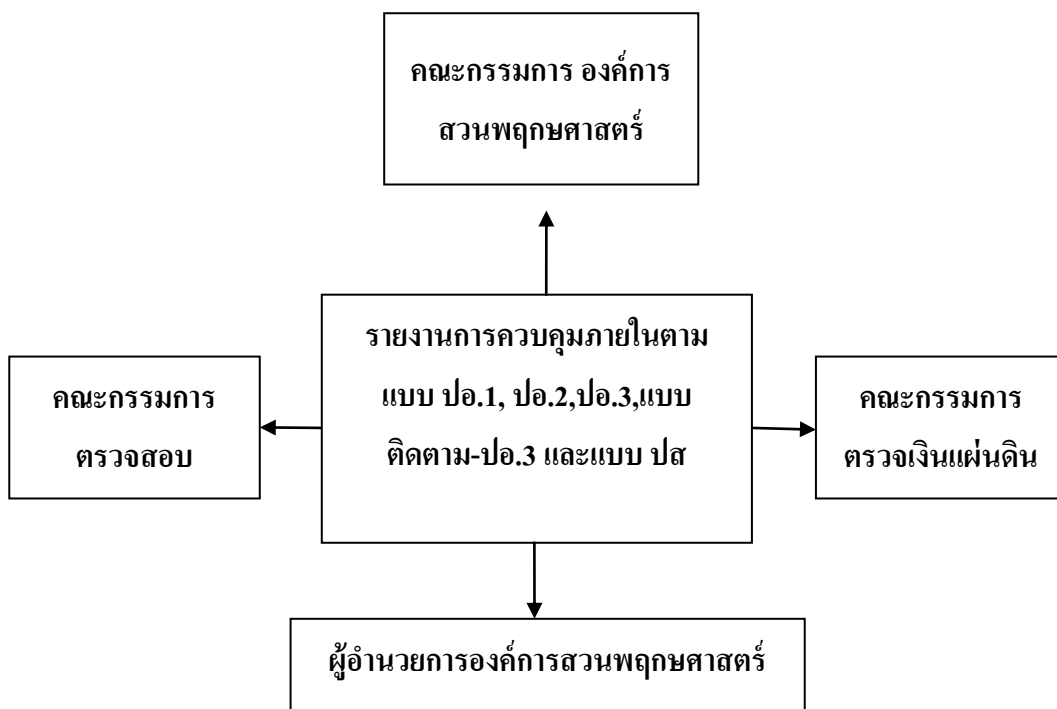 คณะกรรมการ องค์การ
สวนพฤกษศาสตร์
รายงานการควบคุมภายในตาม
แบบ ปอ.1, ปอ.2,ปอ.3,แบบ
ติดตาม-ปอ.3 และแบบ ปส
คณะกรรมการ
ตรวจสอบ
คณะกรรมการ
ตรวจเงินแผ่นดิน
ผู้อำนวยการองค์การสวนพฤกษศาสตร์